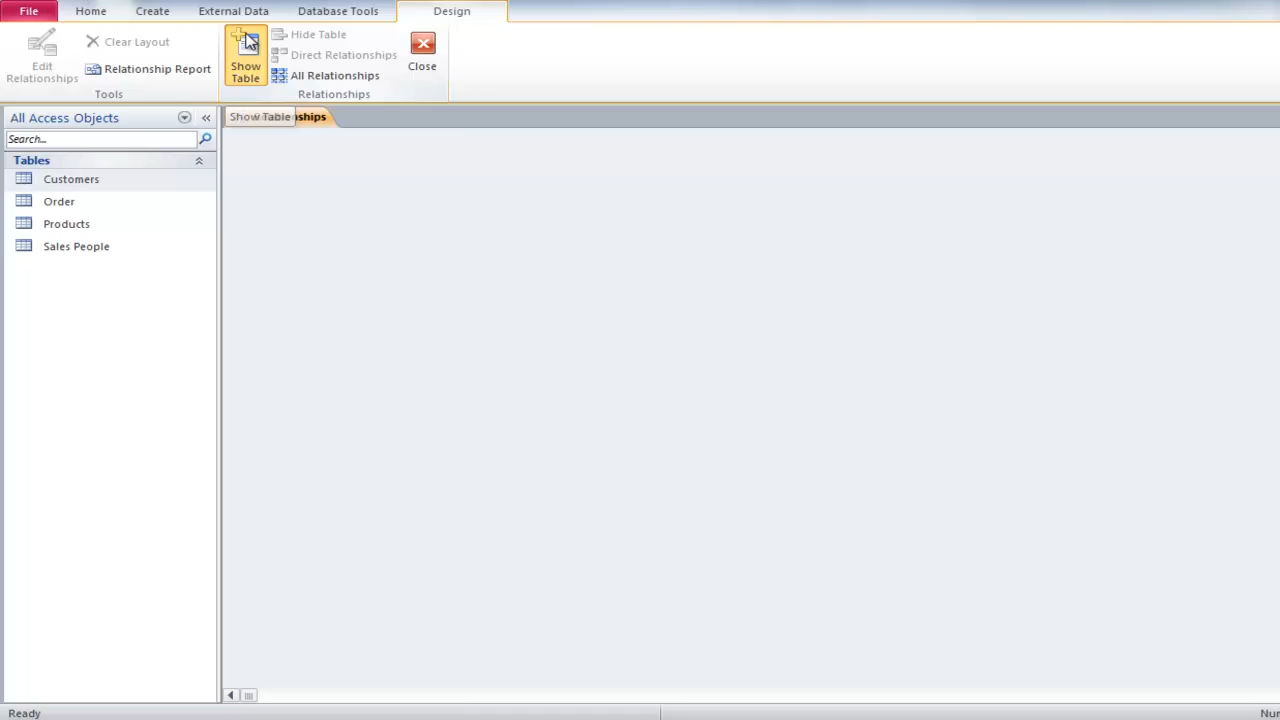 File Home Create External Data Database Tools Design
Edit Relationships
Clear Layout
Relationship Report
Tools
Show Table
Hide Table
Direct Relationships
All Relationships
Close
Relationships
All Access Objects
Show Table
ships
Search...
Tables
Customers
Order
Products
Sales People
Ready
Nur